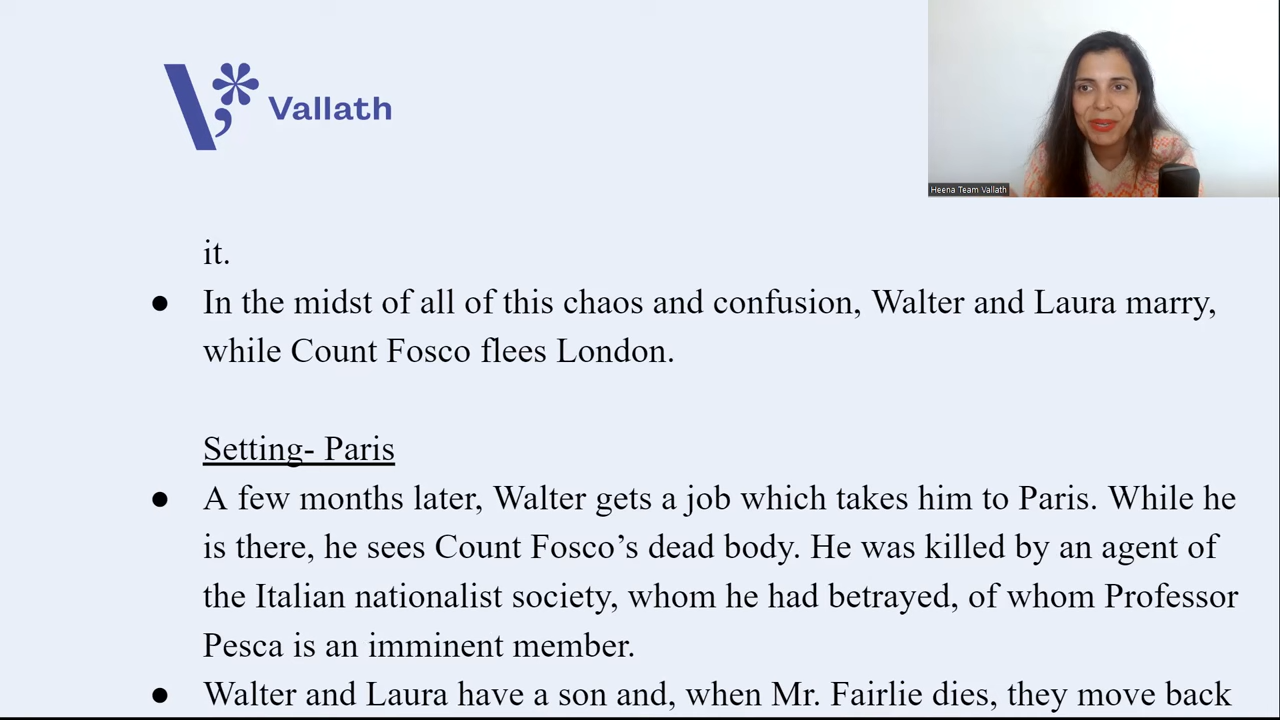 Vallath
Heena Team Vallath
it.
● In the midst of all of this chaos and confusion, Walter and Laura marry,
while Count Fosco flees London.
Setting- Paris
● A few months later, Walter gets a job which takes him to Paris. While he
is there, he sees Count Fosco’s dead body. He was killed by an agent of
the Italian nationalist society, whom he had betrayed, of whom Professor
Pesca is an imminent member.
● Walter and Laura have a son and, when Mr. Fairlie dies, they move back